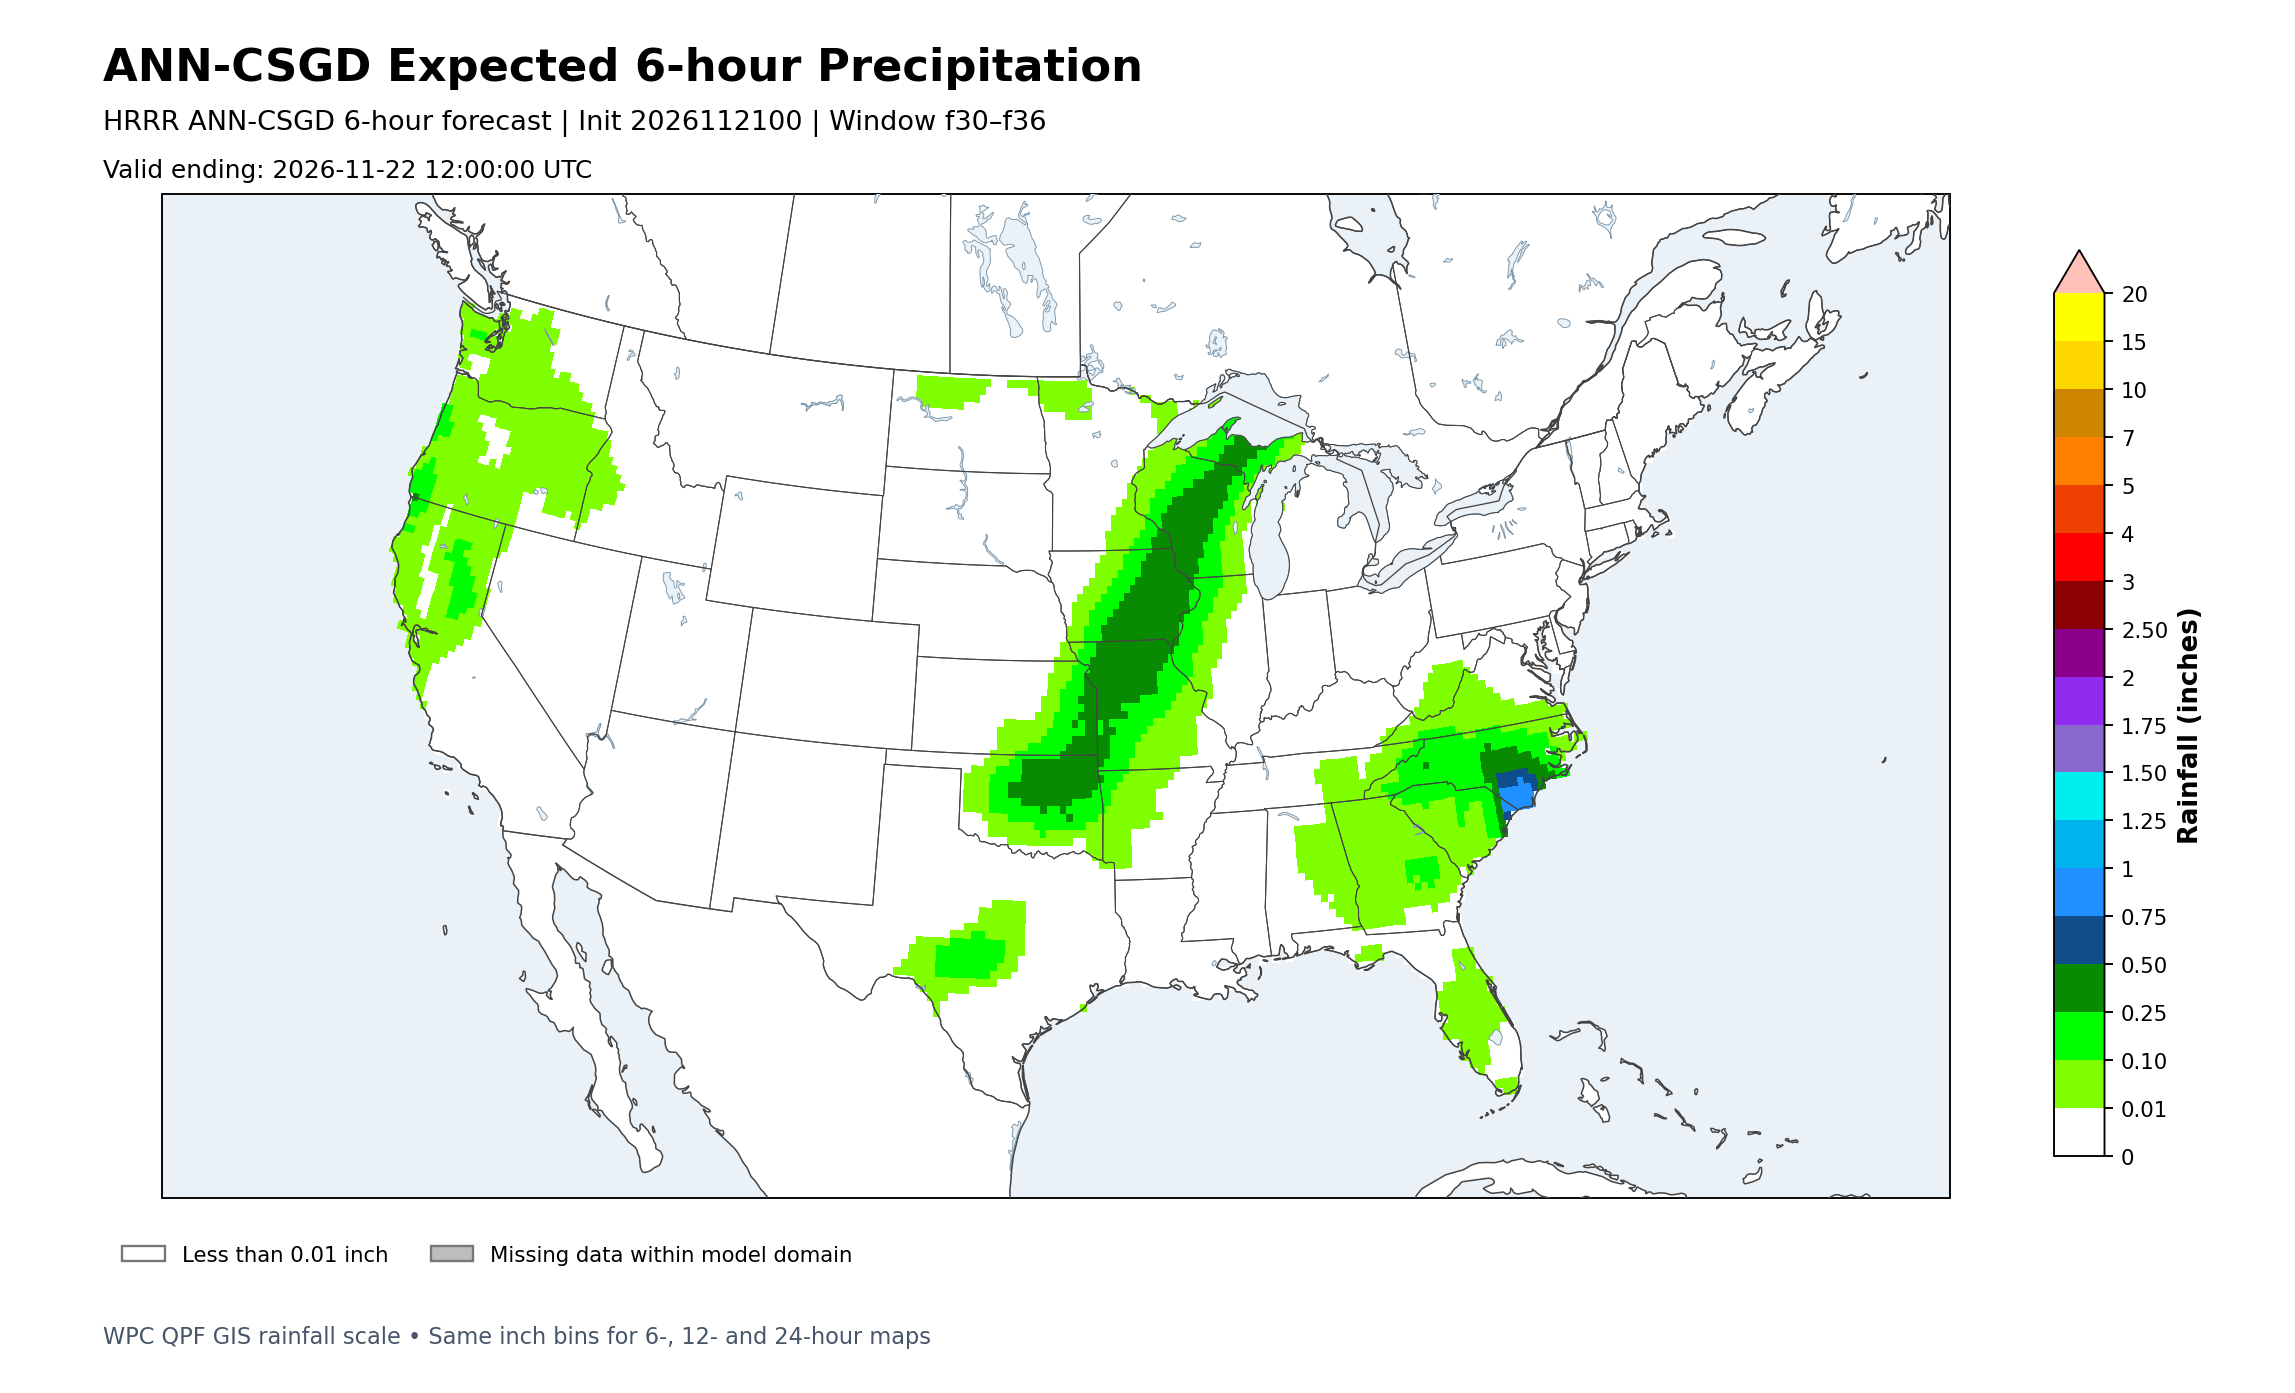 ANN-CSGD Expected 6-hour Precipitation
HRRR ANN-CSGD 6-hour forecast | Init 2026112100 | Window f30–f36
Valid ending: 2026-11-22 12:00:00 UTC
20
15
10
7
5
4
3
2.50
2
1.75
1.50
1.25
1
0.75
0.50
0.25
0.10
0.01
0
Rainfall (inches)
Less than 0.01 inch
Missing data within model domain
WPC QPF GIS rainfall scale • Same inch bins for 6-, 12- and 24-hour maps